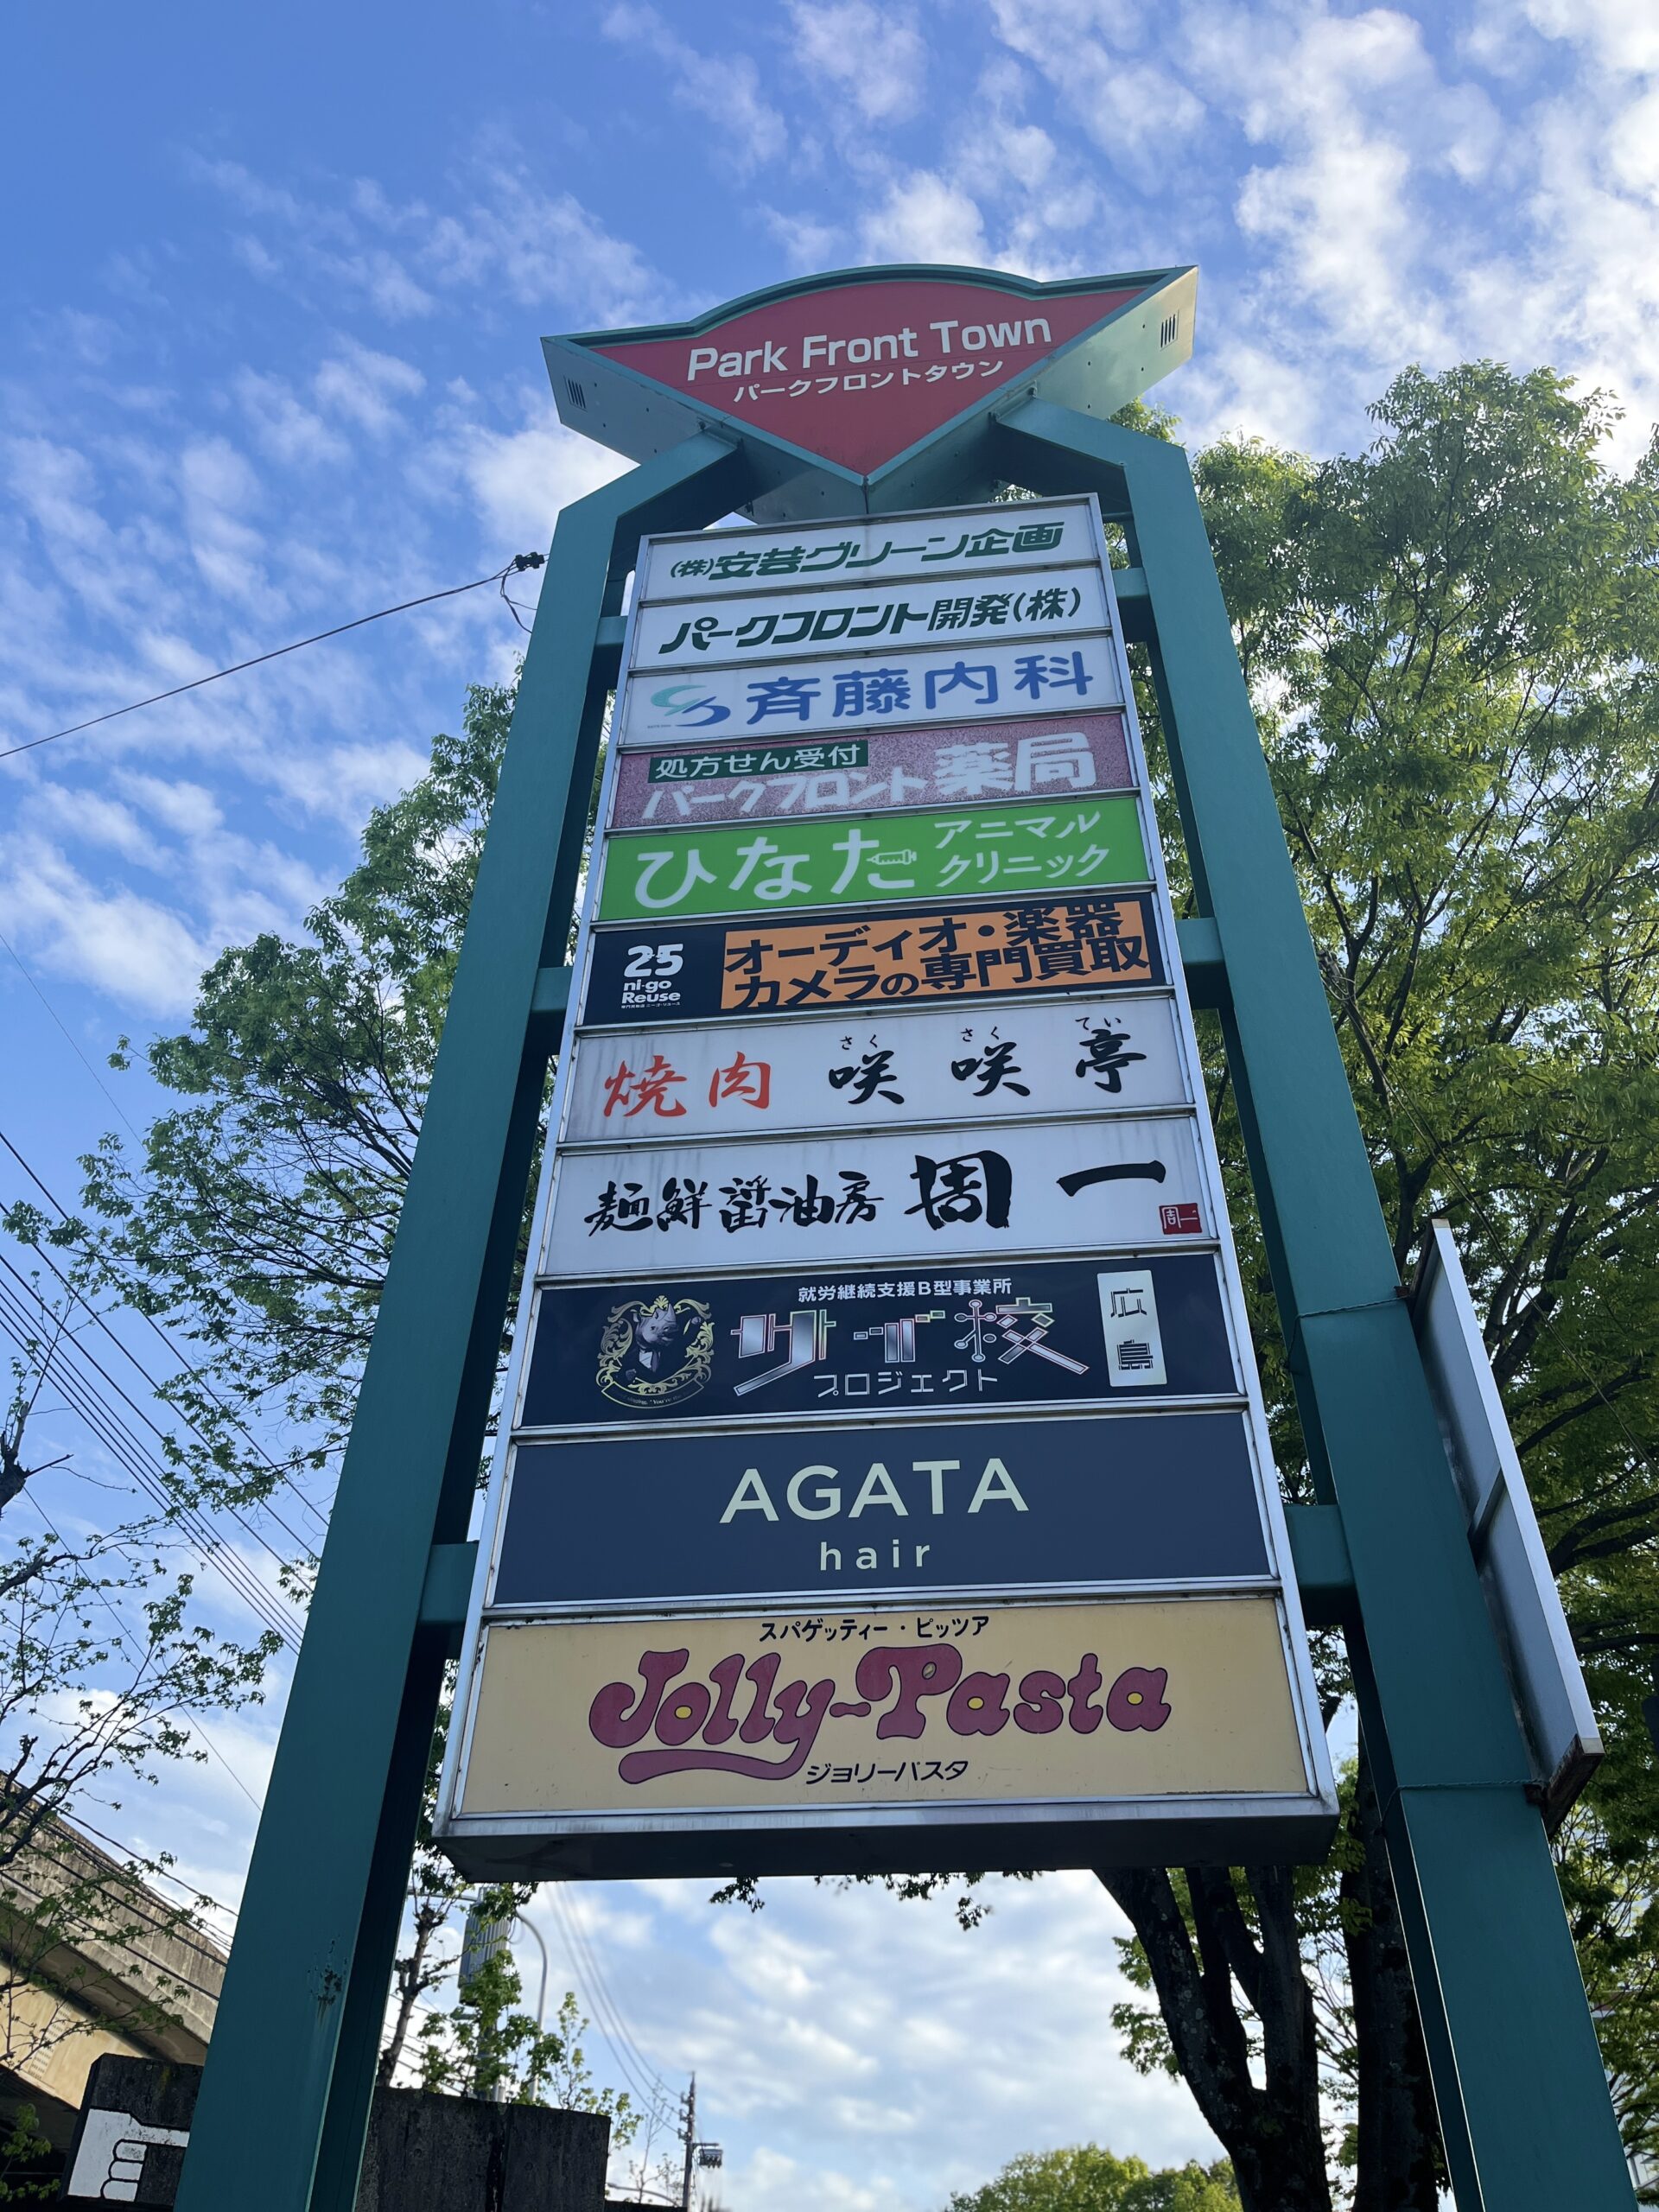 Park Front Town
パークフロントタウン
(株)安芸グリーン企画
パークフロント開発(株)
斉藤内科
処方せん受付
パークフロント薬局
ひなた アニマル
クリニック
25
ni-go
Reuse
オーディオ・楽器
カメラの専門買取
さく さく てい
焼肉 咲咲亭
麺鮮醤油房 周一
周一
就労継続支援B型事業所
サーバ校
プロジェクト
広島
AGATA
hair
スパゲッティー・ピッツア
Jolly-Pasta
ジョリーパスタ